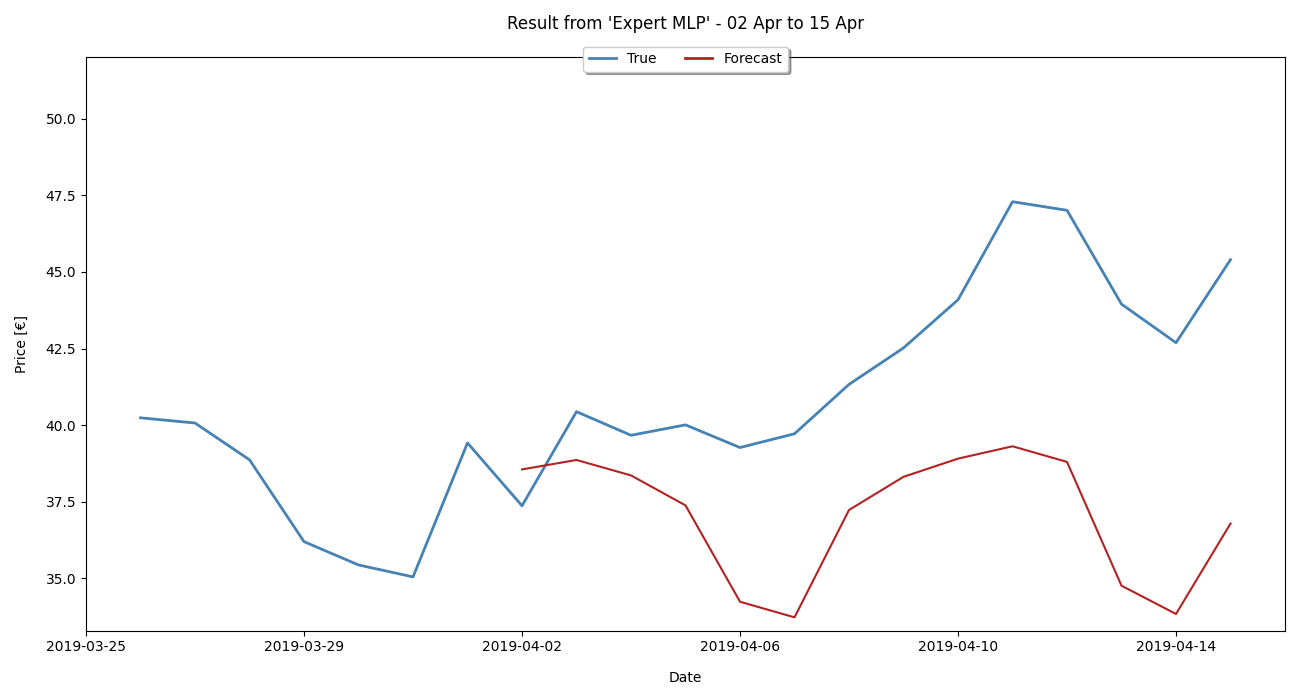 Result from 'Expert MLP' - 02 Apr to 15 Apr
True Forecast
50.0
47.5
45.0
42.5
40.0
37.5
35.0
Price [€]
2019-03-25 2019-03-29 2019-04-02 2019-04-06 2019-04-10 2019-04-14
Date